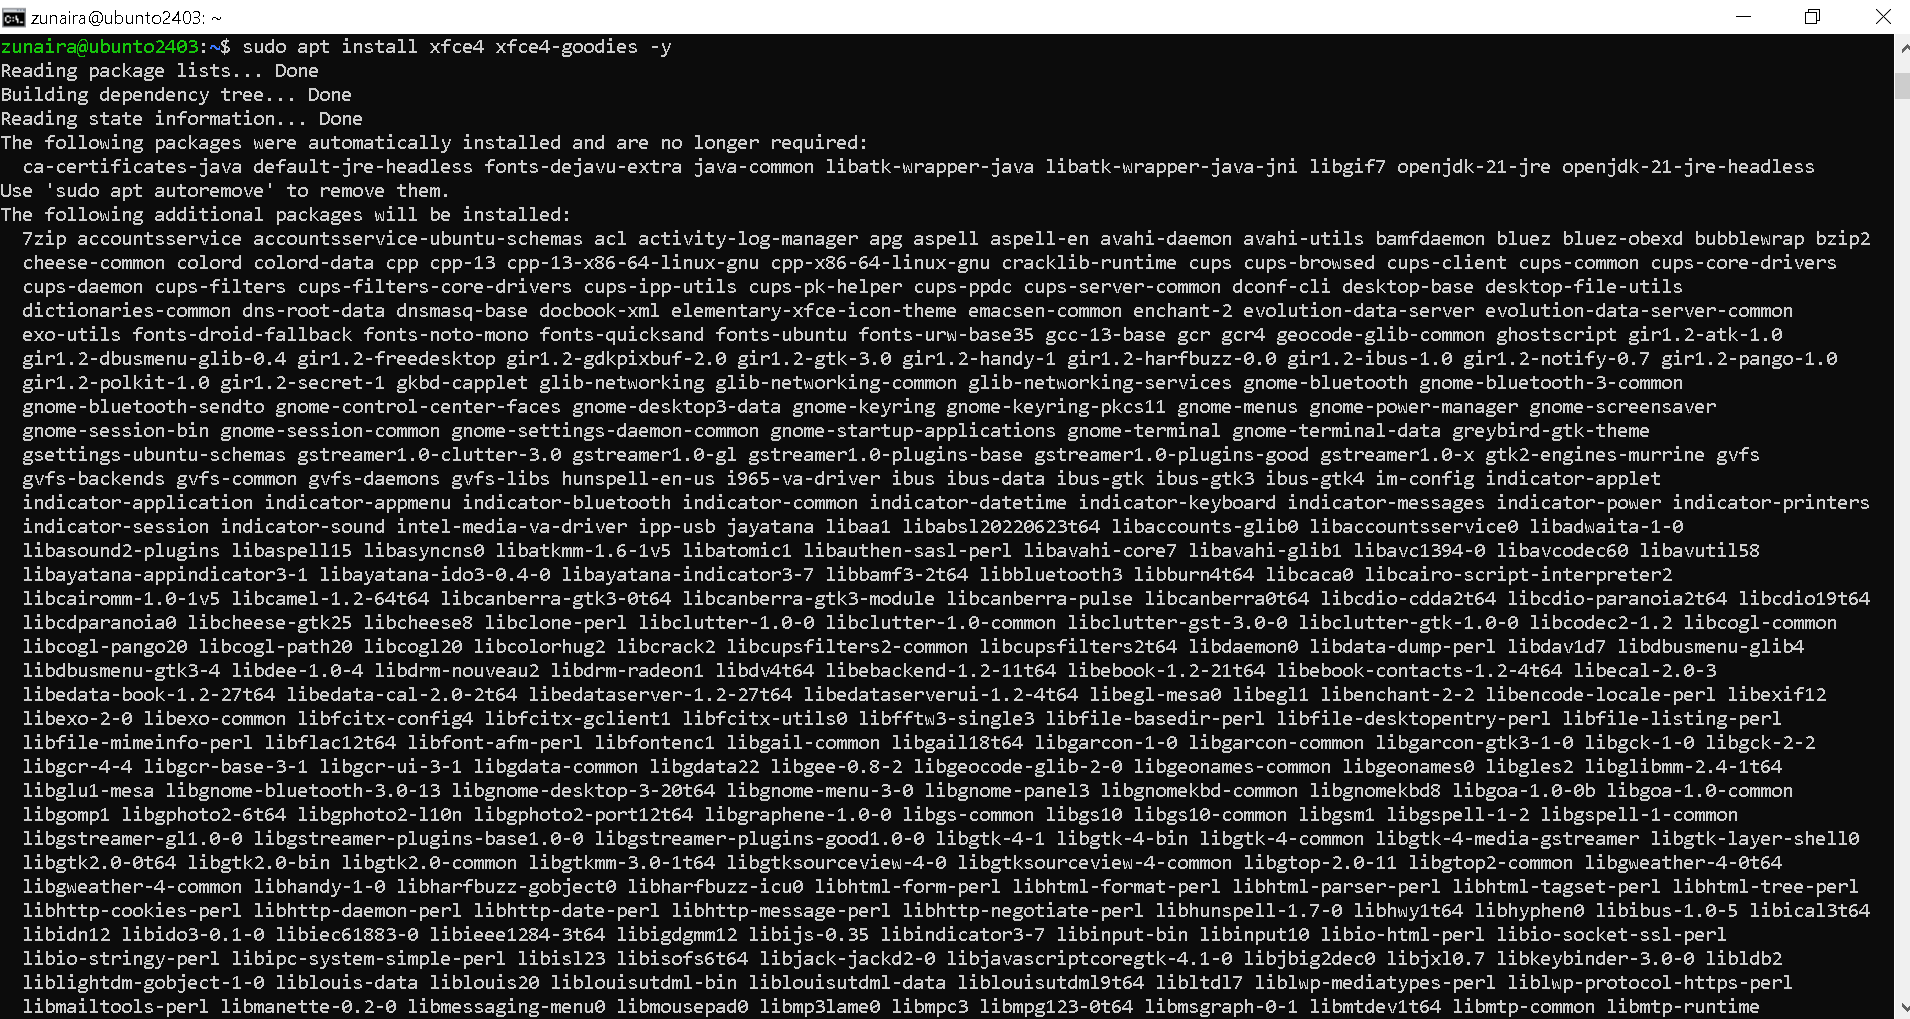 zunaira@ubunto2403: ~
zunaira@ubunto2403:~$ sudo apt install xfce4 xfce4-goodies -y
Reading package lists... Done
Building dependency tree... Done
Reading state information... Done
The following packages were automatically installed and are no longer required:
  ca-certificates-java default-jre-headless fonts-dejavu-extra java-common libatk-wrapper-java libatk-wrapper-java-jni libgif7 openjdk-21-jre openjdk-21-jre-headless
Use 'sudo apt autoremove' to remove them.
The following additional packages will be installed:
  7zip accountsservice accountsservice-ubuntu-schemas acl activity-log-manager apg aspell aspell-en avahi-daemon avahi-utils bamfdaemon bluez bluez-obexd bubblewrap bzip2
  cheese-common colord colord-data cpp cpp-13 cpp-13-x86-64-linux-gnu cpp-x86-64-linux-gnu cracklib-runtime cups cups-browsed cups-client cups-common cups-core-drivers
  cups-daemon cups-filters cups-filters-core-drivers cups-ipp-utils cups-pk-helper cups-ppdc cups-server-common dconf-cli desktop-base desktop-file-utils
  dictionaries-common dns-root-data dnsmasq-base docbook-xml elementary-xfce-icon-theme emacsen-common enchant-2 evolution-data-server evolution-data-server-common
  exo-utils fonts-droid-fallback fonts-noto-mono fonts-quicksand fonts-ubuntu fonts-urw-base35 gcc-13-base gcr gcr4 geocode-glib-common ghostscript gir1.2-atk-1.0
  gir1.2-dbusmenu-glib-0.4 gir1.2-freedesktop gir1.2-gdkpixbuf-2.0 gir1.2-gtk-3.0 gir1.2-handy-1 gir1.2-harfbuzz-0.0 gir1.2-ibus-1.0 gir1.2-notify-0.7 gir1.2-pango-1.0
  gir1.2-polkit-1.0 gir1.2-secret-1 gkbd-capplet glib-networking glib-networking-common glib-networking-services gnome-bluetooth gnome-bluetooth-3-common
  gnome-bluetooth-sendto gnome-control-center-faces gnome-desktop3-data gnome-keyring gnome-keyring-pkcs11 gnome-menus gnome-power-manager gnome-screensaver
  gnome-session-bin gnome-session-common gnome-settings-daemon-common gnome-startup-applications gnome-terminal gnome-terminal-data greybird-gtk-theme
  gsettings-ubuntu-schemas gstreamer1.0-clutter-3.0 gstreamer1.0-gl gstreamer1.0-plugins-base gstreamer1.0-plugins-good gstreamer1.0-x gtk2-engines-murrine gvfs
  gvfs-backends gvfs-common gvfs-daemons gvfs-libs hunspell-en-us i965-va-driver ibus ibus-data ibus-gtk ibus-gtk3 ibus-gtk4 im-config indicator-applet
  indicator-application indicator-appmenu indicator-bluetooth indicator-common indicator-datetime indicator-keyboard indicator-messages indicator-power indicator-printers
  indicator-session indicator-sound intel-media-va-driver ipp-usb jayatana libaa1 libabsl20220623t64 libaccounts-glib0 libaccountsservice0 libadwaita-1-0
  libasound2-plugins libaspell15 libasyncns0 libatkmm-1.6-1v5 libatomic1 libauthen-sasl-perl libavahi-core7 libavahi-glib1 libavc1394-0 libavcodec60 libavutil58
  libayatana-appindicator3-1 libayatana-ido3-0.4-0 libayatana-indicator3-7 libbamf3-2t64 libbluetooth3 libburn4t64 libcaca0 libcairo-script-interpreter2
  libcairomm-1.0-1v5 libcamel-1.2-64t64 libcanberra-gtk3-0t64 libcanberra-gtk3-module libcanberra-pulse libcanberra0t64 libcdio-cdda2t64 libcdio-paranoia2t64 libcdio19t64
  libcdparanoia0 libcheese-gtk25 libcheese8 libclone-perl libclutter-1.0-0 libclutter-1.0-common libclutter-gst-3.0-0 libclutter-gtk-1.0-0 libcodec2-1.2 libcogl-common
  libcogl-pango20 libcogl-path20 libcogl20 libcolorhug2 libcrack2 libcupsfilters2-common libcupsfilters2t64 libdaemon0 libdata-dump-perl libdav1d7 libdbusmenu-glib4
  libdbusmenu-gtk3-4 libdee-1.0-4 libdrm-nouveau2 libdrm-radeon1 libdv4t64 libebackend-1.2-11t64 libebook-1.2-21t64 libebook-contacts-1.2-4t64 libecal-2.0-3
  libedata-book-1.2-27t64 libedata-cal-2.0-2t64 libedataserver-1.2-27t64 libedataserverui-1.2-4t64 libegl-mesa0 libegl1 libenchant-2-2 libencode-locale-perl libexif12
  libexo-2-0 libexo-common libfcitx-config4 libfcitx-gclient1 libfcitx-utils0 libfftw3-single3 libfile-basedir-perl libfile-desktopentry-perl libfile-listing-perl
  libfile-mimeinfo-perl libflac12t64 libfont-afm-perl libfontenc1 libgail-common libgail18t64 libgarcon-1-0 libgarcon-common libgarcon-gtk3-1-0 libgck-1-0 libgck-2-2
  libgcr-4-4 libgcr-base-3-1 libgcr-ui-3-1 libgdata-common libgdata22 libgee-0.8-2 libgeocode-glib-2-0 libgeonames-common libgeonames0 libgles2 libglibmm-2.4-1t64
  libglu1-mesa libgnome-bluetooth-3.0-13 libgnome-desktop-3-20t64 libgnome-menu-3-0 libgnome-panel3 libgnomekbd-common libgnomekbd8 libgoa-1.0-0b libgoa-1.0-common
  libgomp1 libgphoto2-6t64 libgphoto2-l10n libgphoto2-port12t64 libgraphene-1.0-0 libgs-common libgs10 libgs10-common libgsm1 libgspell-1-2 libgspell-1-common
  libgstreamer-gl1.0-0 libgstreamer-plugins-base1.0-0 libgstreamer-plugins-good1.0-0 libgtk-4-1 libgtk-4-bin libgtk-4-common libgtk-4-media-gstreamer libgtk-layer-shell0
  libgtk2.0-0t64 libgtk2.0-bin libgtk2.0-common libgtkmm-3.0-1t64 libgtksourceview-4-0 libgtksourceview-4-common libgtop-2.0-11 libgtop2-common libgweather-4-0t64
  libgweather-4-common libhandy-1-0 libharfbuzz-gobject0 libharfbuzz-icu0 libhtml-form-perl libhtml-format-perl libhtml-parser-perl libhtml-tagset-perl libhtml-tree-perl
  libhttp-cookies-perl libhttp-daemon-perl libhttp-date-perl libhttp-message-perl libhttp-negotiate-perl libhunspell-1.7-0 libhwy1t64 libhyphen0 libibus-1.0-5 libical3t64
  libidn12 libido3-0.1-0 libiec61883-0 libieee1284-3t64 libigdgmm12 libijs-0.35 libindicator3-7 libinput-bin libinput10 libio-html-perl libio-socket-ssl-perl
  libio-stringy-perl libipc-system-simple-perl libisl23 libisofs6t64 libjack-jackd2-0 libjavascriptcoregtk-4.1-0 libjbig2dec0 libjxl0.7 libkeybinder-3.0-0 libldb2
  liblightdm-gobject-1-0 liblouis-data liblouis20 liblouisutdml-bin liblouisutdml-data liblouisutdml9t64 libltdl7 liblwp-mediatypes-perl liblwp-protocol-https-perl
  libmailtools-perl libmanette-0.2-0 libmessaging-menu0 libmousepad0 libmp3lame0 libmpc3 libmpg123-0t64 libmsgraph-0-1 libmtdev1t64 libmtp-common libmtp-runtime